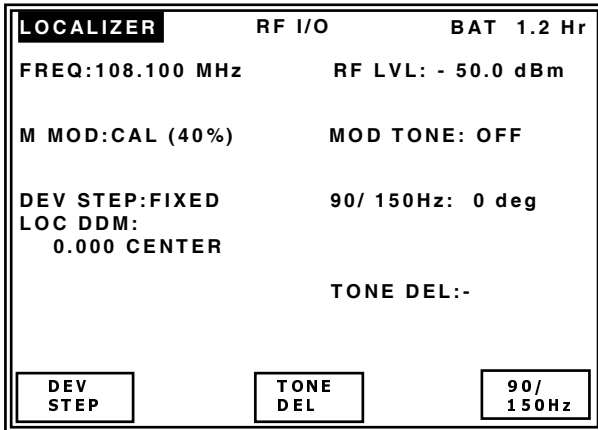 LOCALIZER RF I/O BAT 1.2 Hr
FREQ:108.100 MHz RF LVL: - 50.0 dBm
M MOD:CAL (40%) MOD TONE: OFF
DEV STEP:FIXED 90/ 150Hz: 0 deg
LOC DDM:
0.000 CENTER
TONE DEL:-
DEV STEP
TONE DEL
90/ 150Hz